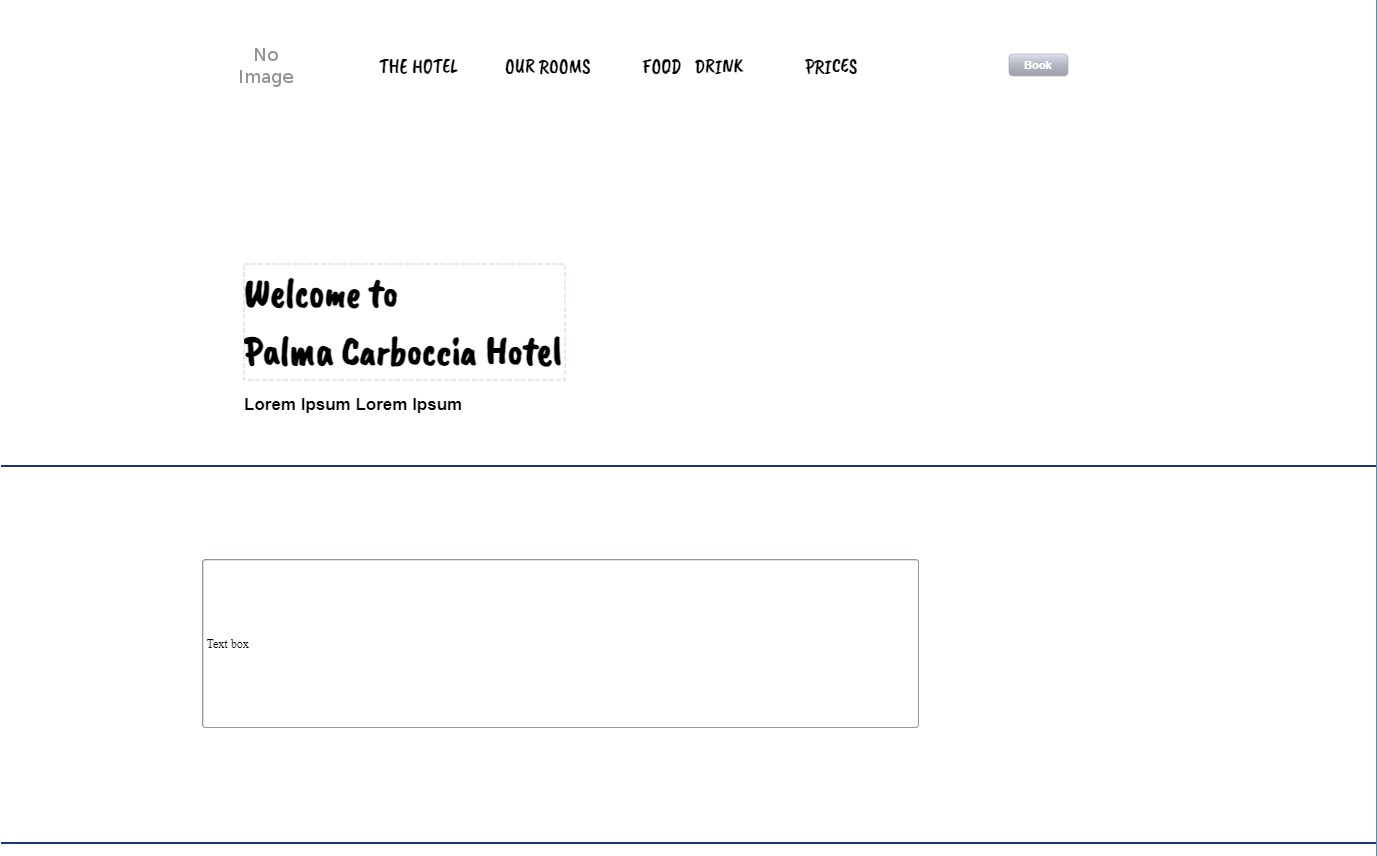 No
Image
THE HOTEL OUR ROOMS FOOD DRINK PRICES Book
Welcome to
Palma Carboccia Hotel
Lorem Ipsum Lorem Ipsum
Text box